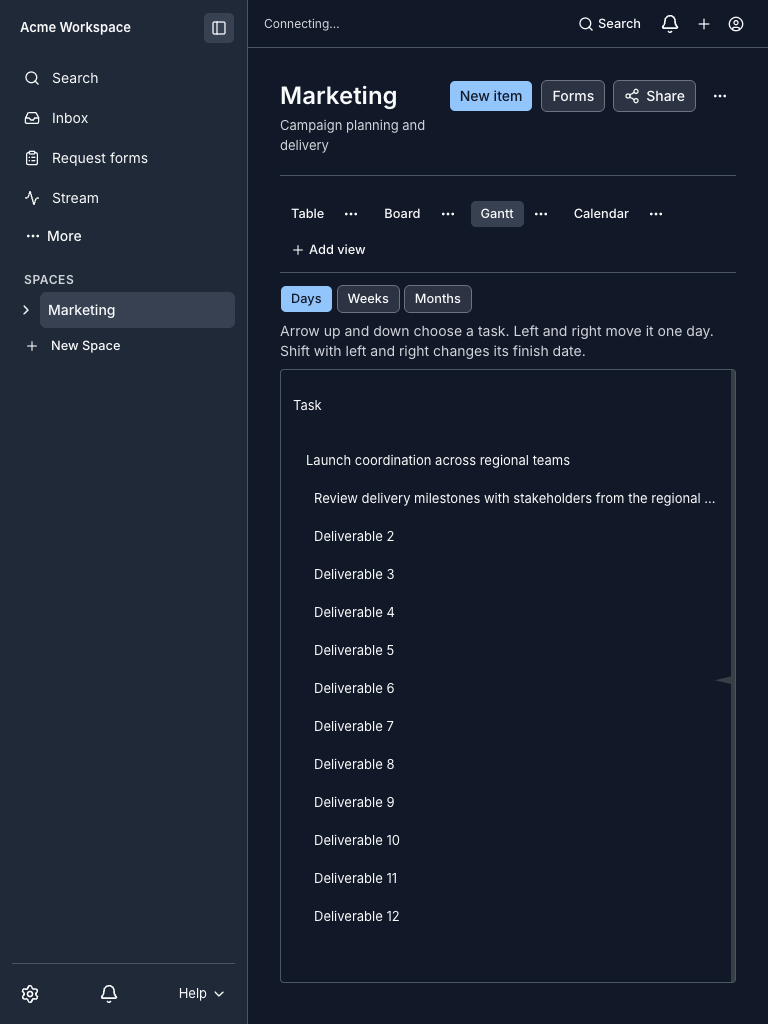 Acme Workspace
Search
Inbox
Request forms
Stream
More
SPACES
Marketing
New Space
Help
Connecting...
Search
Marketing
New item
Forms
Share
Campaign planning and
delivery
Table
Board
Gantt
Calendar
Add view
Days
Weeks
Months
Arrow up and down choose a task. Left and right move it one day.
Shift with left and right changes its finish date.
Task
Launch coordination across regional teams
Review delivery milestones with stakeholders from the regional ...
Deliverable 2
Deliverable 3
Deliverable 4
Deliverable 5
Deliverable 6
Deliverable 7
Deliverable 8
Deliverable 9
Deliverable 10
Deliverable 11
Deliverable 12